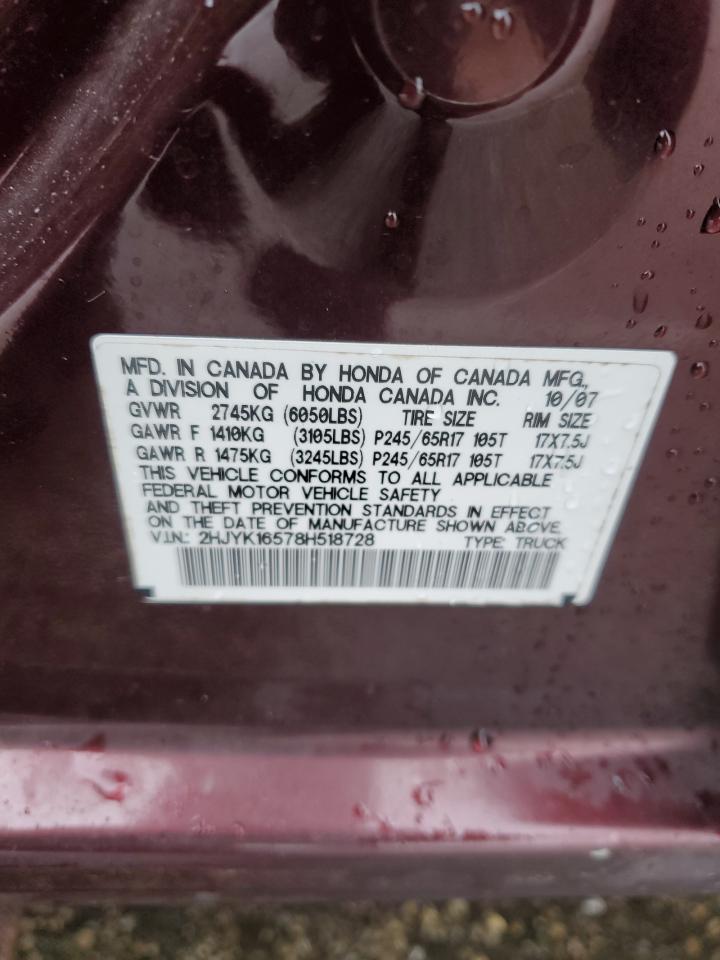 MFD. IN CANADA BY HONDA OF CANADA MFG.,
A DIVISION OF HONDA CANADA INC. 10/07
GVWR 2745KG (6050LBS) TIRE SIZE RIM SIZE
GAWR F 1410KG (3105LBS) P245/65R17 105T 17X7.5J
GAWR R 1475KG (3245LBS) P245/65R17 105T 17X7.5J
THIS VEHICLE CONFORMS TO ALL APPLICABLE
FEDERAL MOTOR VEHICLE SAFETY
AND THEFT PREVENTION STANDARDS IN EFFECT
ON THE DATE OF MANUFACTURE SHOWN ABOVE.
V.I.N.: 2HJYK16578H518728 TYPE: TRUCK